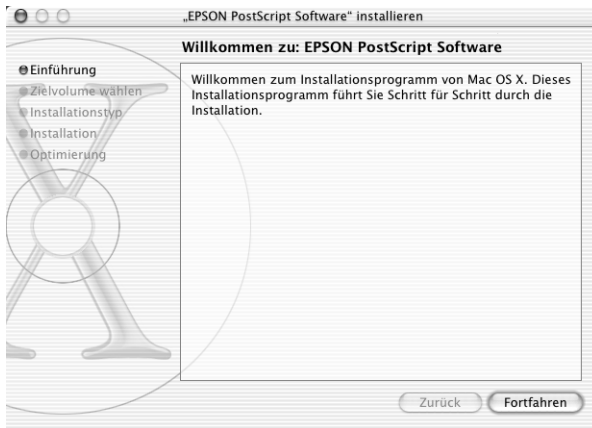 „EPSON PostScript Software“ installieren
Willkommen zu: EPSON PostScript Software
Einführung
Zielvolume wählen
Installationstyp
Installation
Optimierung
Willkommen zum Installationsprogramm von Mac OS X. Dieses
Installationsprogramm führt Sie Schritt für Schritt durch die
Installation.
Zurück
Fortfahren